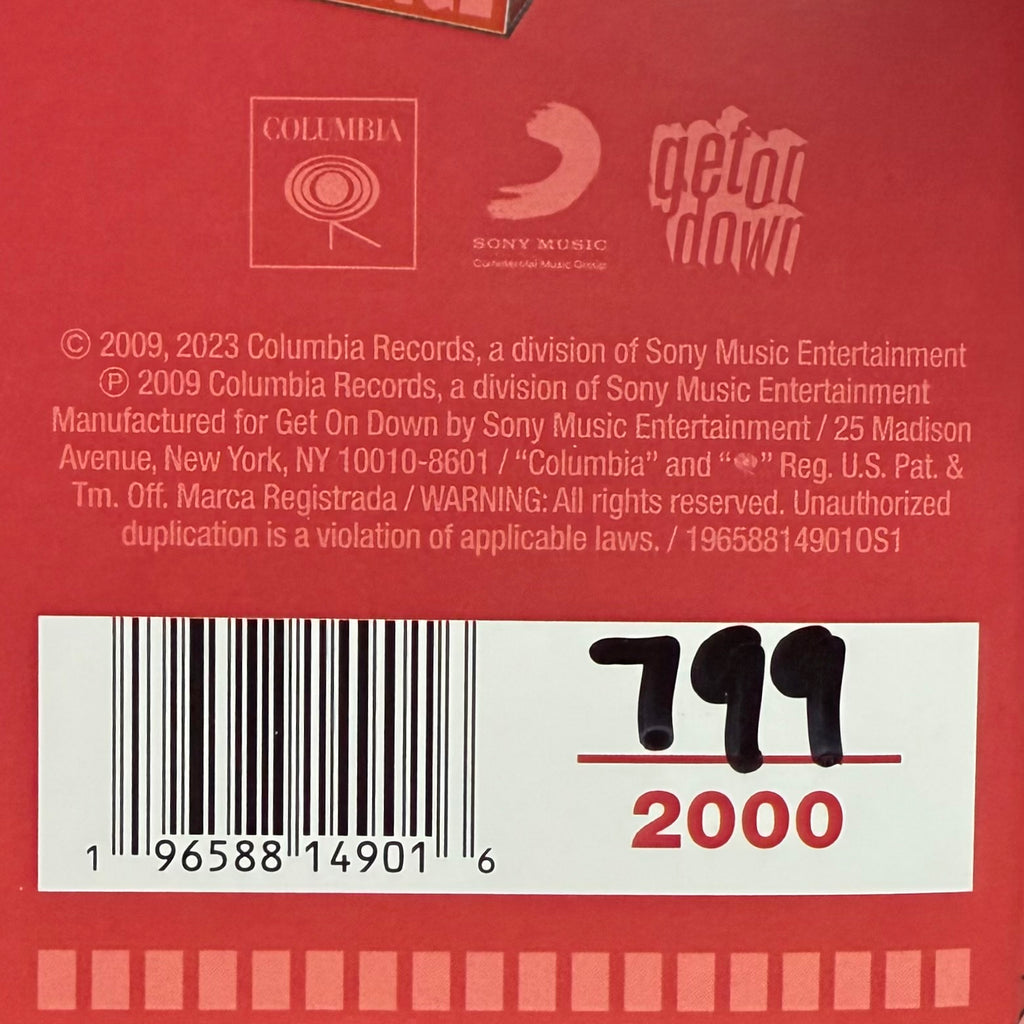 COLUMBIA
SONY MUSIC
Commercial Music Group
get on
down
© 2009, 2023 Columbia Records, a division of Sony Music Entertainment
℗ 2009 Columbia Records, a division of Sony Music Entertainment
Manufactured for Get On Down by Sony Music Entertainment / 25 Madison
Avenue, New York, NY 10010-8601 / “Columbia” and “ ” Reg. U.S. Pat. &
Tm. Off. Marca Registrada / WARNING: All rights reserved. Unauthorized
duplication is a violation of applicable laws. / 19658814901OS1
799
2000
1 96588 14901 6